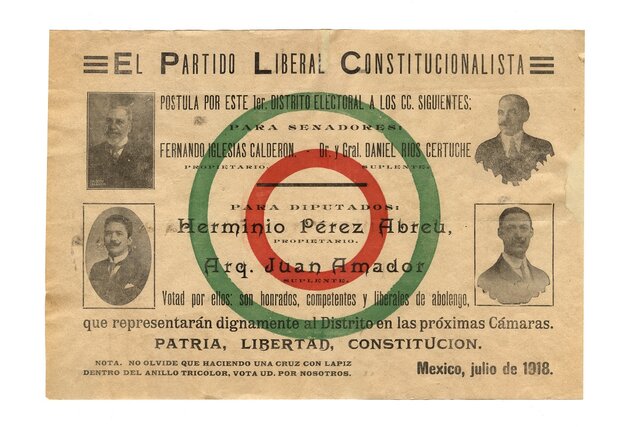 EL PARTIDO LIBERAL CONSTITUCIONALISTA
POSTULA POR ESTE 1er. DISTRITO ELECTORAL A LOS CC. SIGUIENTES:
PARA SENADORES:
FERNANDO IGLESIAS CALDERON. Dr. y Gral. DANIEL RIOS CERTUCHE
PROPIETARIO. SUPLENTE.
PARA DIPUTADOS:
Herminio Pérez Abreu,
PROPIETARIO.
Arq. Juan Amador
SUPLENTE.
Votad por ellos: son honrados, competentes y liberales de abolengo,
que representarán dignamente al Distrito en las próximas Cámaras.
PATRIA, LIBERTAD, CONSTITUCION.
NOTA. NO OLVIDE QUE HACIENDO UNA CRUZ CON LAPIZ
DENTRO DEL ANILLO TRICOLOR, VOTA UD. POR NOSOTROS.
Mexico, julio de 1918.